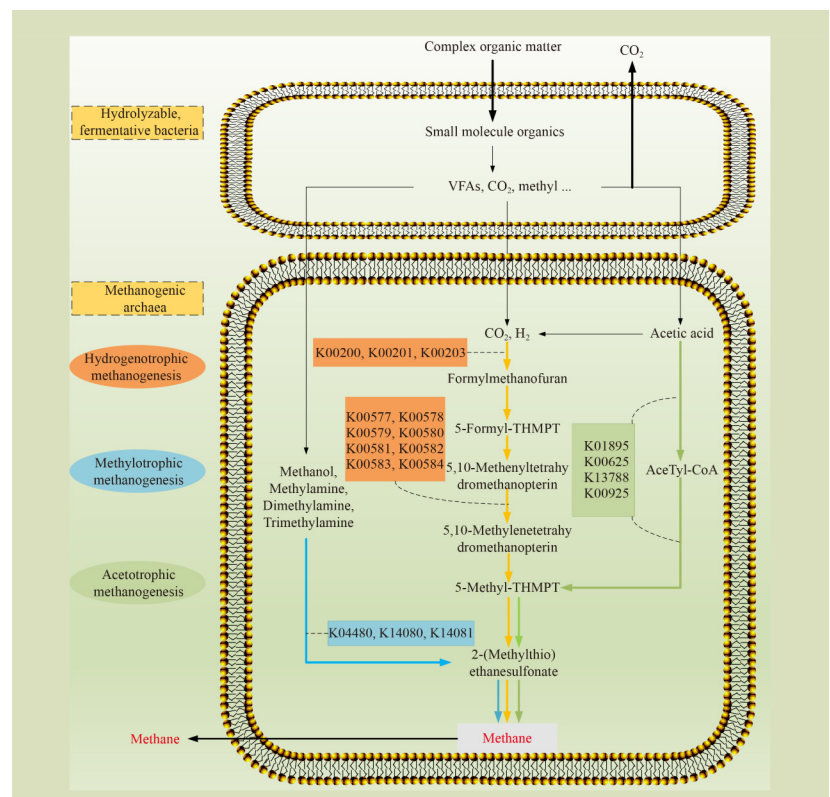 Complex organic matter
CO2
Hydrolyzable,
fermentative bacteria
Small molecule organics
VFAs, CO2, methyl ...
Methanogenic
archaea
CO2, H2
Acetic acid
Hydrogenotrophic
methanogenesis
K00200, K00201, K00203
Formylmethanofuran
K00577, K00578
K00579, K00580
K00581, K00582
K00583, K00584
5-Formyl-THMPT
K01895
K00625
K13788
K00925
Methylotrophic
methanogenesis
Methanol,
Methylamine,
Dimethylamine,
Trimethylamine
5,10-Methenyltetrahy
dromethanopterin
AceTyl-CoA
5,10-Methylenetetrahy
dromethanopterin
Acetotrophic
methanogenesis
5-Methyl-THMPT
K04480, K14080, K14081
2-(Methylthio)
ethanesulfonate
Methane
Methane